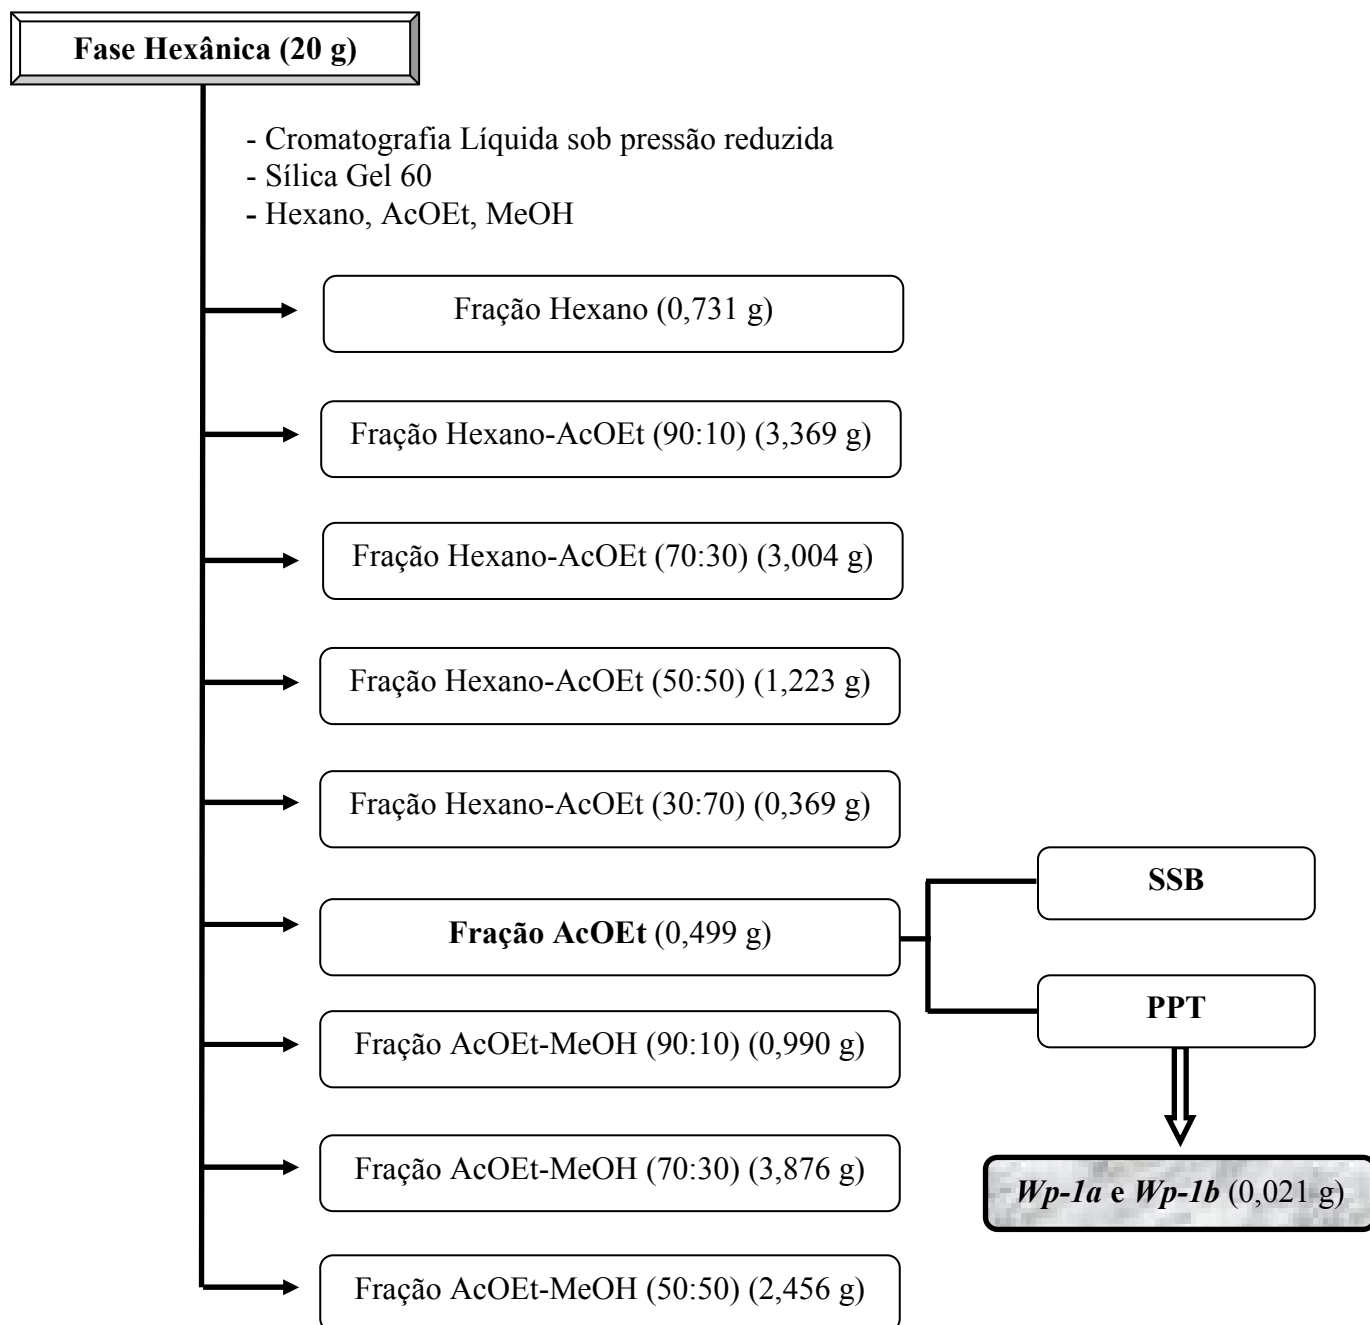 Fase Hexânica (20 g)
- Cromatografia Líquida sob pressão reduzida
- Sílica Gel 60
- Hexano, AcOEt, MeOH
Fração Hexano (0,731 g)
Fração Hexano-AcOEt (90:10) (3,369 g)
Fração Hexano-AcOEt (70:30) (3,004 g)
Fração Hexano-AcOEt (50:50) (1,223 g)
Fração Hexano-AcOEt (30:70) (0,369 g)
SSB
Fração AcOEt (0,499 g)
PPT
Fração AcOEt-MeOH (90:10) (0,990 g)
Fração AcOEt-MeOH (70:30) (3,876 g)
Wp-1a e Wp-1b (0,021 g)
Fração AcOEt-MeOH (50:50) (2,456 g)